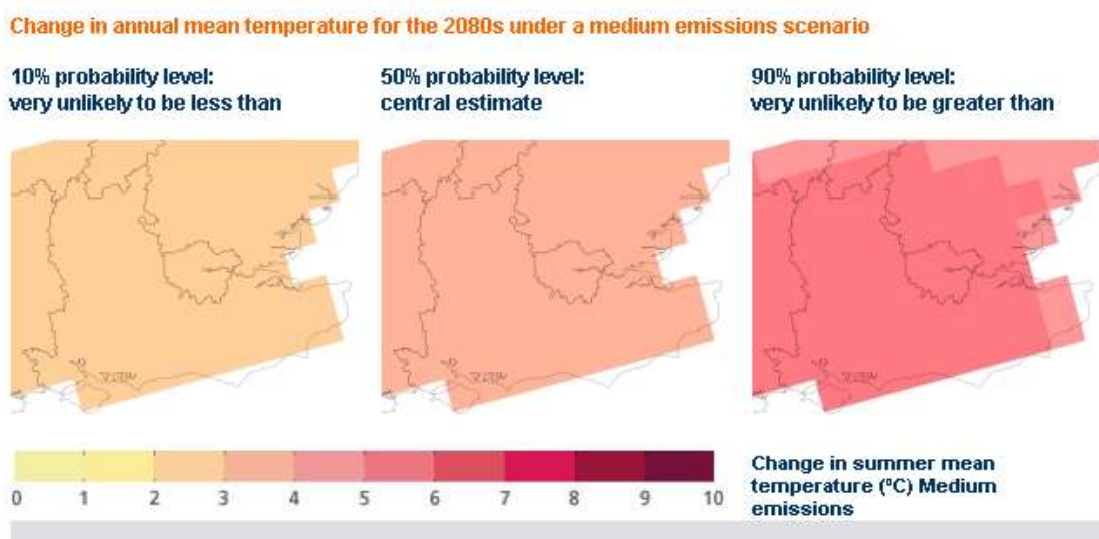 Change in annual mean temperature for the 2080s under a medium emissions scenario
10% probability level:
very unlikely to be less than
50% probability level:
central estimate
90% probability level:
very unlikely to be greater than
0 1 2 3 4 5 6 7 8 9 10
Change in summer mean
temperature (ºC) Medium
emissions